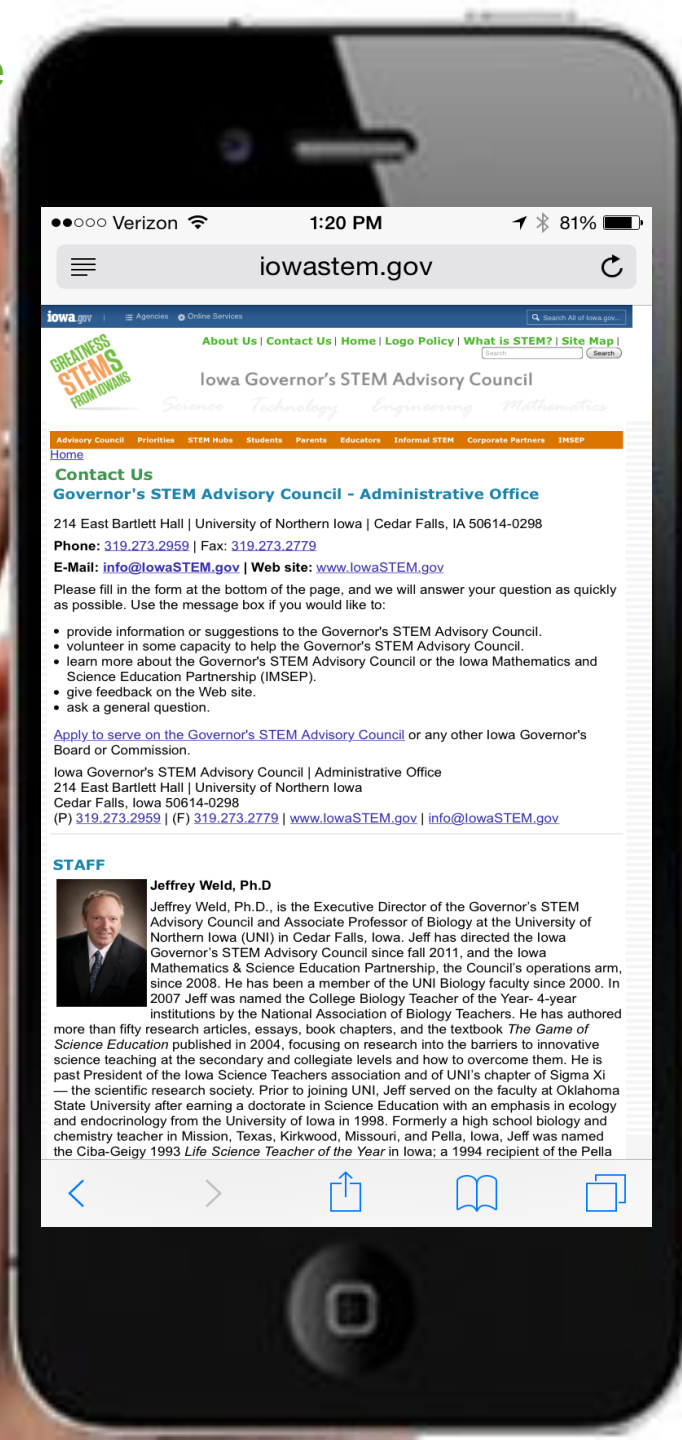 e
Verizon 1:20 PM 81%
iowastem.gov
iowa.gov | Agencies Online Services Search All of Iowa.gov...
GREATNESS
STEMS
FROM IOWANS
About Us | Contact Us | Home | Logo Policy | What is STEM? | Site Map |
Search Search
Iowa Governor's STEM Advisory Council
Science Technology Engineering Mathematics
Advisory Council Priorities STEM Hubs Students Parents Educators Informal STEM Corporate Partners IMSEP
Home
Contact Us
Governor's STEM Advisory Council - Administrative Office
214 East Bartlett Hall | University of Northern Iowa | Cedar Falls, IA 50614-0298
Phone: 319.273.2959 | Fax: 319.273.2779
E-Mail: info@IowaSTEM.gov | Web site: www.IowaSTEM.gov
Please fill in the form at the bottom of the page, and we will answer your question as quickly
as possible. Use the message box if you would like to:
• provide information or suggestions to the Governor's STEM Advisory Council.
• volunteer in some capacity to help the Governor's STEM Advisory Council.
• learn more about the Governor's STEM Advisory Council or the Iowa Mathematics and
Science Education Partnership (IMSEP).
• give feedback on the Web site.
• ask a general question.
Apply to serve on the Governor's STEM Advisory Council or any other Iowa Governor's
Board or Commission.
Iowa Governor's STEM Advisory Council | Administrative Office
214 East Bartlett Hall | University of Northern Iowa
Cedar Falls, Iowa 50614-0298
(P) 319.273.2959 | (F) 319.273.2779 | www.IowaSTEM.gov | info@IowaSTEM.gov
STAFF
Jeffrey Weld, Ph.D
Jeffrey Weld, Ph.D., is the Executive Director of the Governor's STEM
Advisory Council and Associate Professor of Biology at the University of
Northern Iowa (UNI) in Cedar Falls, Iowa. Jeff has directed the Iowa
Governor's STEM Advisory Council since fall 2011, and the Iowa
Mathematics & Science Education Partnership, the Council's operations arm,
since 2008. He has been a member of the UNI Biology faculty since 2000. In
2007 Jeff was named the College Biology Teacher of the Year- 4-year
institutions by the National Association of Biology Teachers. He has authored
more than fifty research articles, essays, book chapters, and the textbook The Game of
Science Education published in 2004, focusing on research into the barriers to innovative
science teaching at the secondary and collegiate levels and how to overcome them. He is
past President of the Iowa Science Teachers association and of UNI's chapter of Sigma Xi
— the scientific research society. Prior to joining UNI, Jeff served on the faculty at Oklahoma
State University after earning a doctorate in Science Education with an emphasis in ecology
and endocrinology from the University of Iowa in 1998. Formerly a high school biology and
chemistry teacher in Mission, Texas, Kirkwood, Missouri, and Pella, Iowa, Jeff was named
the Ciba-Geigy 1993 Life Science Teacher of the Year in Iowa; a 1994 recipient of the Pella